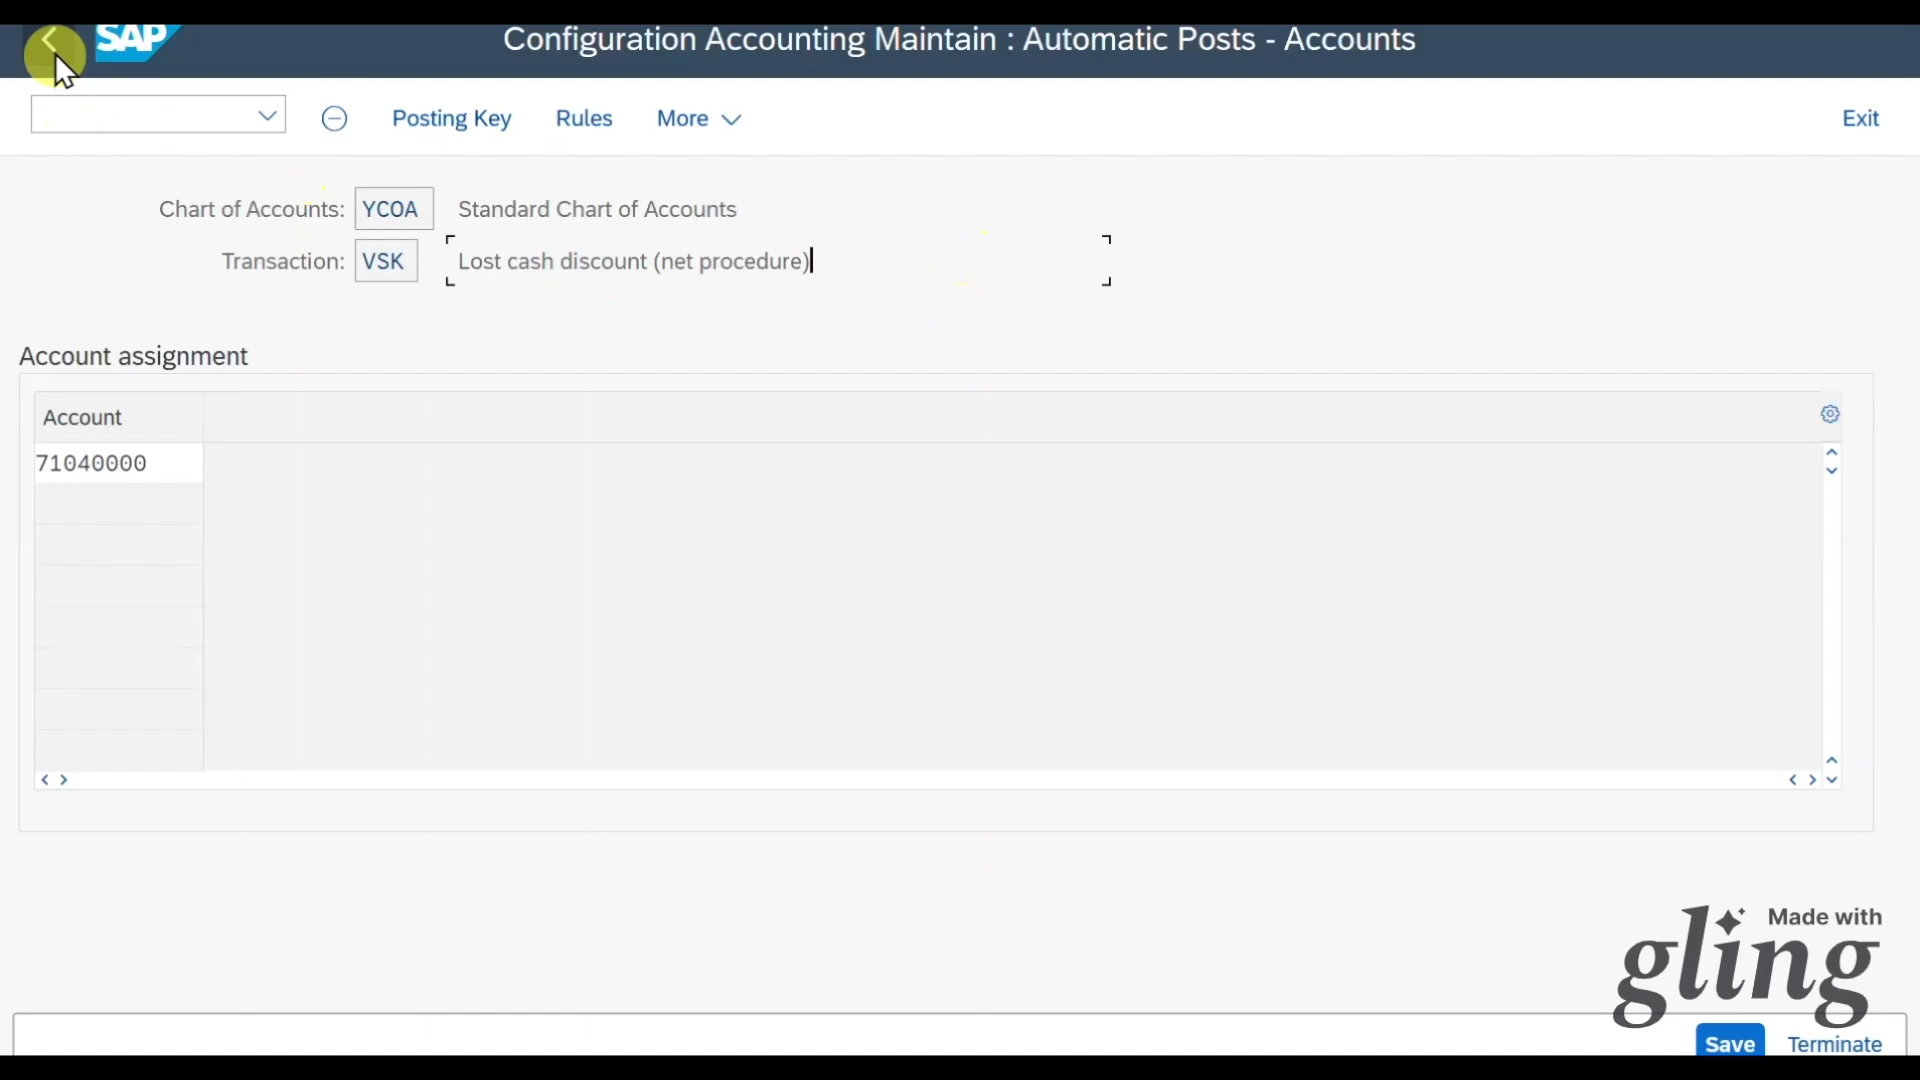 SAP
Configuration Accounting Maintain : Automatic Posts - Accounts
Posting Key Rules More Exit
Chart of Accounts: YCOA Standard Chart of Accounts
Transaction: VSK Lost cash discount (net procedure)
Account assignment
Account
71040000
Made with
gling
Save Terminate